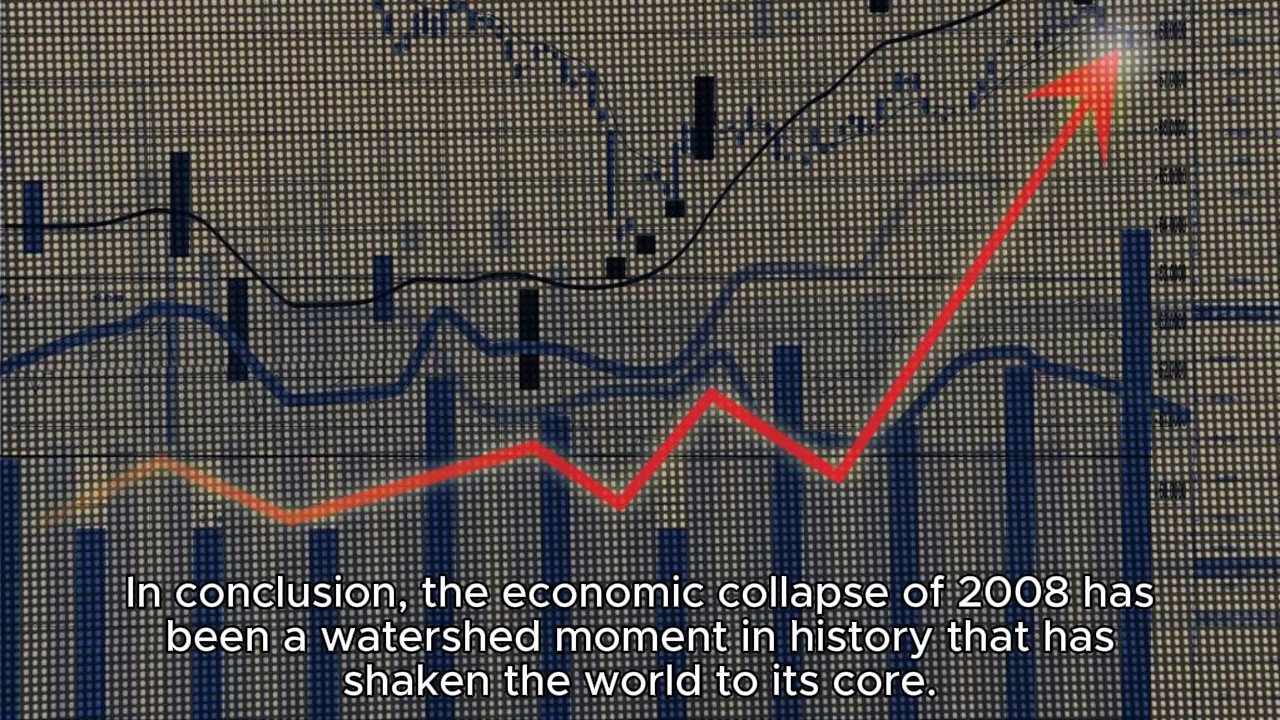 In conclusion, the economic collapse of 2008 has
been a watershed moment in history that has
shaken the world to its core.